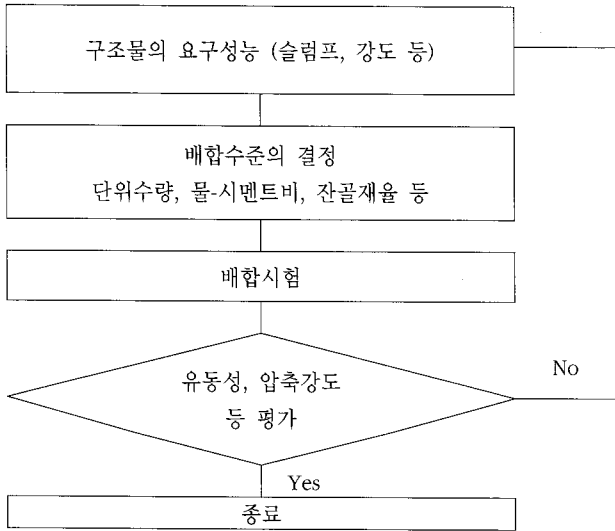 구조물의 요구성능 (슬럼프, 강도 등)
배합수준의 결정
단위수량, 물-시멘트비, 잔골재율 등
배합시험
유동성, 압축강도
등 평가
No
Yes
종료